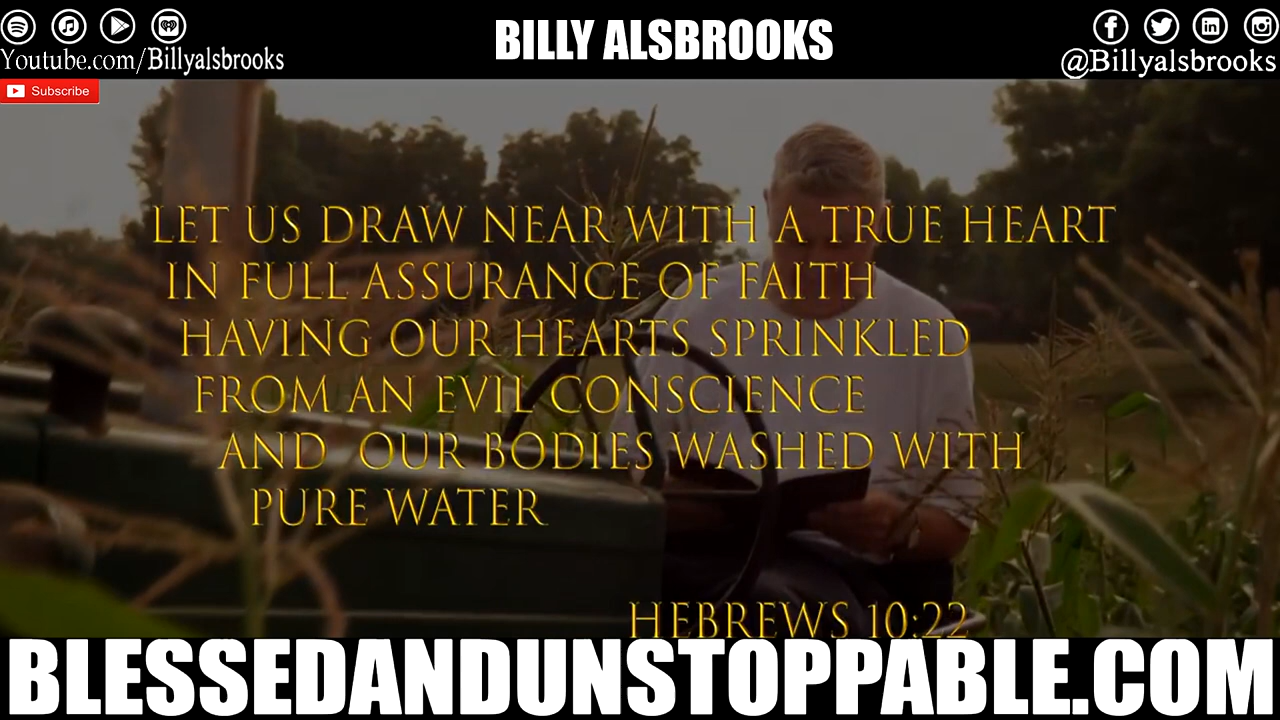 BILLY ALSBROOKS
Youtube.com/Billyalsbrooks
@Billyalsbrooks
Subscribe
LET US DRAW NEAR WITH A TRUE HEART
IN FULL ASSURANCE OF FAITH
HAVING OUR HEARTS SPRINKLED
FROM AN EVIL CONSCIENCE
AND OUR BODIES WASHED WITH
PURE WATER
HEBREWS 10:22
BLESSEDANDUNSTOPPABLE.COM